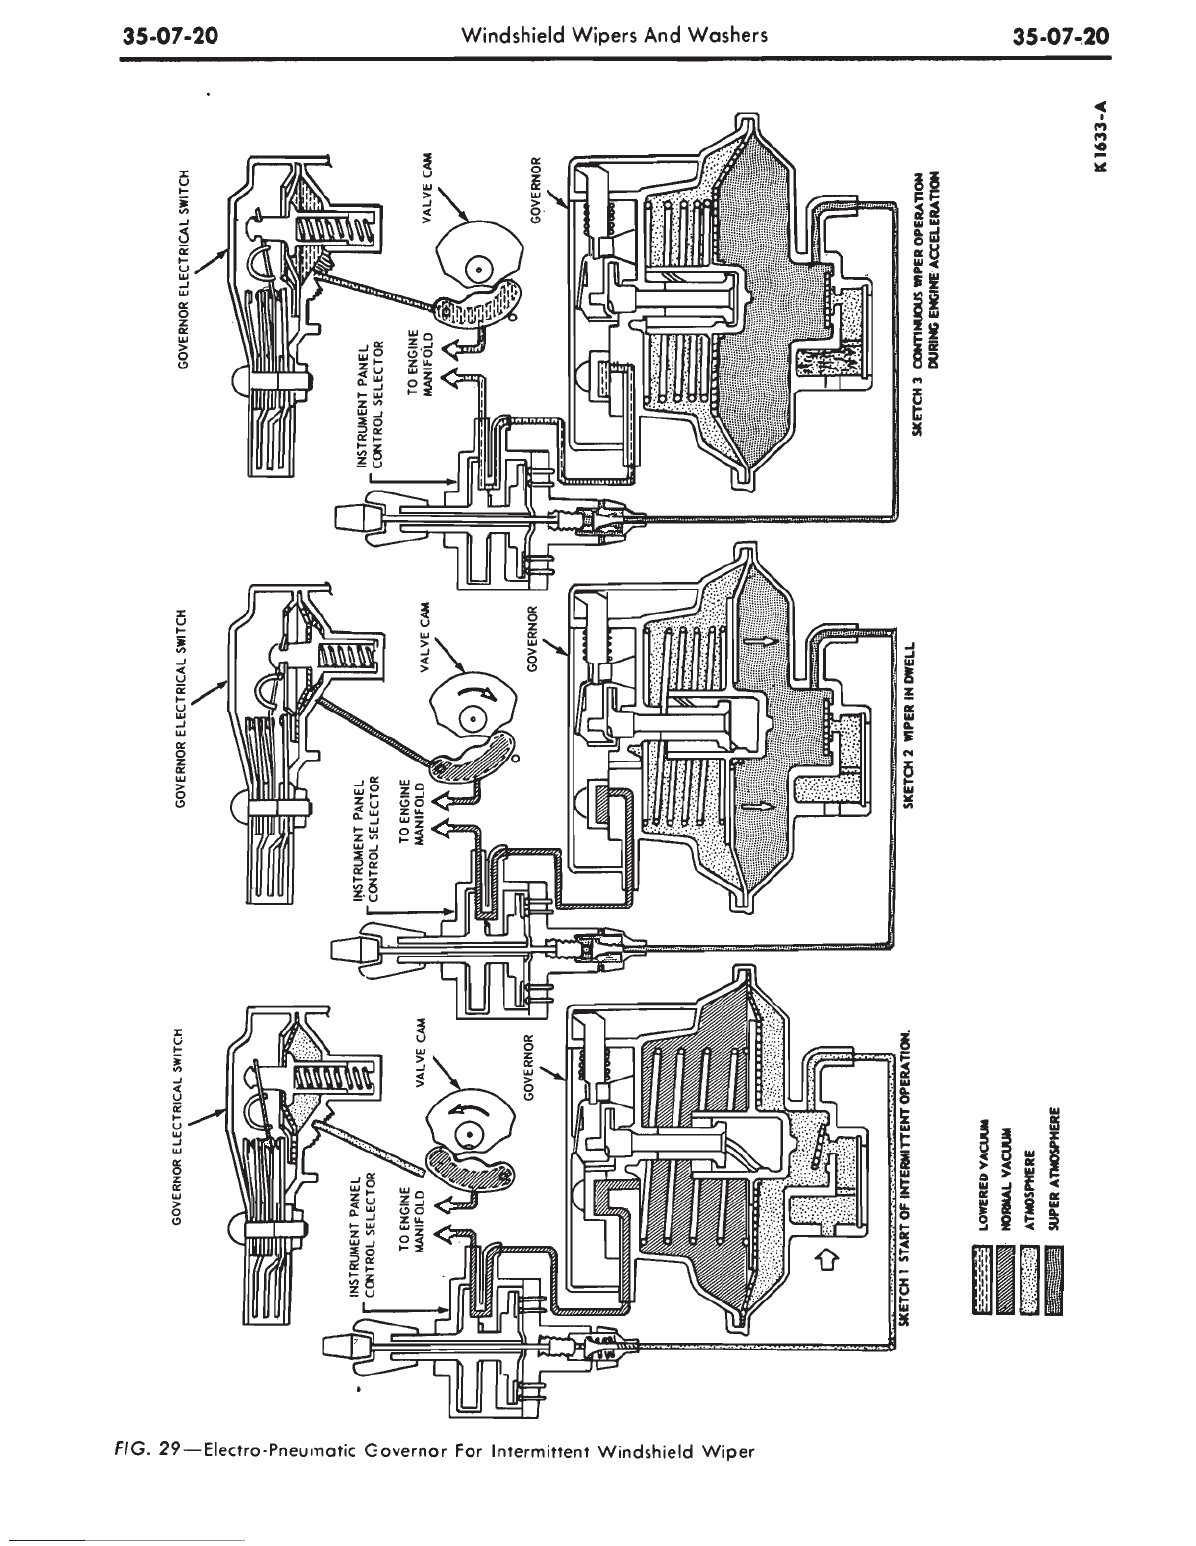 35-07-20
Windshield Wipers And Washers
35-07-20
GOVERNOR ELECTRICAL SWITCH
VALVE CAM
GOVERNOR
INSTRUMENT PANEL
CONTROL SELECTOR
TO ENGINE
MANIFOLD
SKETCH 1 START OF INTERMITTENT OPERATION.
GOVERNOR ELECTRICAL SWITCH
VALVE CAM
GOVERNOR
INSTRUMENT PANEL
CONTROL SELECTOR
TO ENGINE
MANIFOLD
SKETCH 2 WIPER IN DWELL
GOVERNOR ELECTRICAL SWITCH
VALVE CAM
GOVERNOR
INSTRUMENT PANEL
CONTROL SELECTOR
TO ENGINE
MANIFOLD
SKETCH 3 CONTINUOUS WIPER OPERATION
DURING ENGINE ACCELERATION
LOWERED VACUUM
NORMAL VACUUM
ATMOSPHERE
SUPER ATMOSPHERE
K 1633-A
FIG. 29—Electro-Pneumatic Governor For Intermittent Windshield Wiper